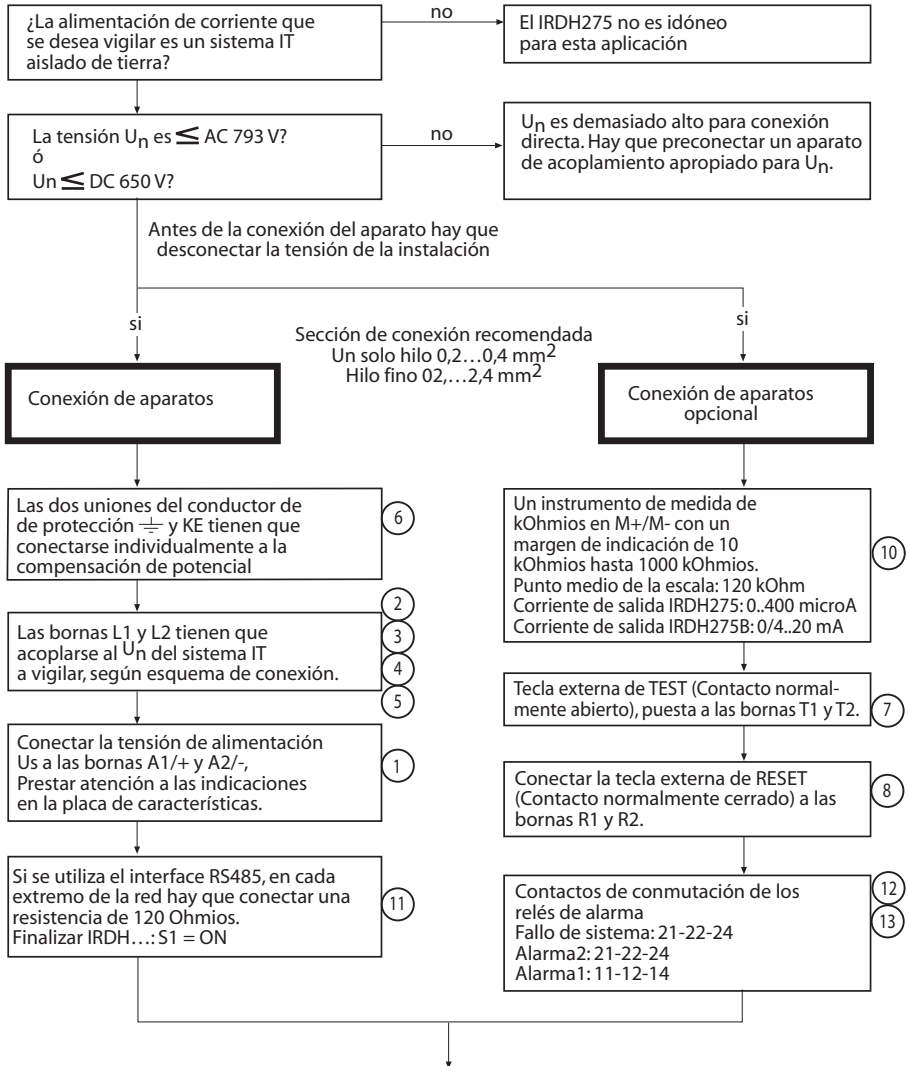 ¿La alimentación de corriente que
se desea vigilar es un sistema IT
aislado de tierra?
no
El IRDH275 no es idóneo
para esta aplicación
La tensión Un es ≤ AC 793 V?
ó
Un ≤ DC 650 V?
no
Un es demasiado alto para conexión
directa. Hay que preconectar un aparato
de acoplamiento apropiado para Un.
Antes de la conexión del aparato hay que
desconectar la tensión de la instalación
si
si
Sección de conexión recomendada
Un solo hilo 0,2…0,4 mm2
Hilo fino 02,…2,4 mm2
Conexión de aparatos
Conexión de aparatos
opcional
Las dos uniones del conductor de
de protección ⏚ y KE tienen que
conectarse individualmente a la
compensación de potencial
6
Las bornas L1 y L2 tienen que
acoplarse al Un del sistema IT
a vigilar, según esquema de conexión.
2
3
4
5
Conectar la tensión de alimentación
Us a las bornas A1/+ y A2/-,
Prestar atención a las indicaciones
en la placa de características.
1
Si se utiliza el interface RS485, en cada
extremo de la red hay que conectar una
resistencia de 120 Ohmios.
Finalizar IRDH…: S1 = ON
11
Un instrumento de medida de
kOhmios en M+/M- con un
margen de indicación de 10
kOhmios hasta 1000 kOhmios.
Punto medio de la escala: 120 kOhm
Corriente de salida IRDH275: 0..400 microA
Corriente de salida IRDH275B: 0/4..20 mA
10
Tecla externa de TEST (Contacto normal-
mente abierto), puesta a las bornas T1 y T2.
7
Conectar la tecla externa de RESET
(Contacto normalmente cerrado) a las
bornas R1 y R2.
8
Contactos de conmutación de los
relés de alarma
Fallo de sistema: 21-22-24
Alarma2: 21-22-24
Alarma1: 11-12-14
12
13